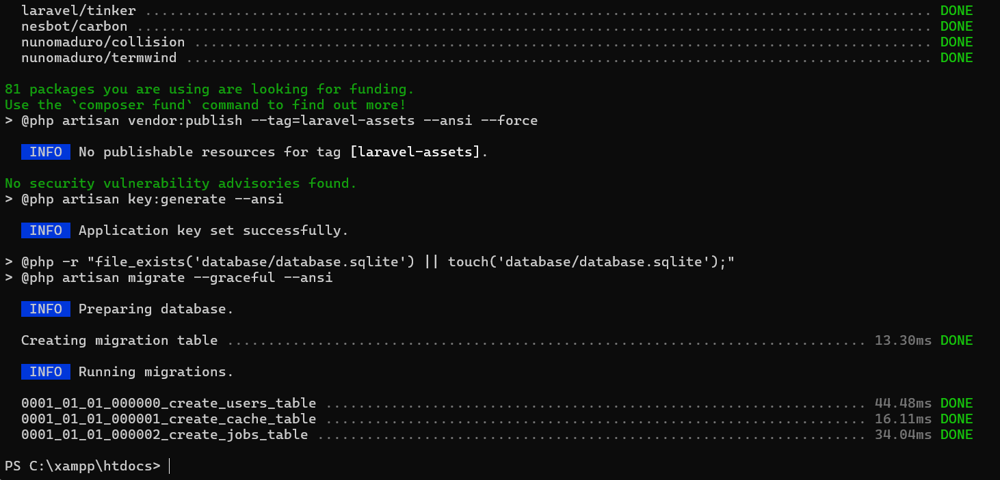 laravel/tinker ................................................................................................ DONE
nesbot/carbon ................................................................................................. DONE
nunomaduro/collision .......................................................................................... DONE
nunomaduro/termwind ........................................................................................... DONE
81 packages you are using are looking for funding.
Use the `composer fund` command to find out more!
> @php artisan vendor:publish --tag=laravel-assets --ansi --force
INFO No publishable resources for tag [laravel-assets].
No security vulnerability advisories found.
> @php artisan key:generate --ansi
INFO Application key set successfully.
> @php -r "file_exists('database/database.sqlite') || touch('database/database.sqlite');"
> @php artisan migrate --graceful --ansi
INFO Preparing database.
Creating migration table .............................................................................. 13.30ms DONE
INFO Running migrations.
0001_01_01_000000_create_users_table .................................................................. 44.48ms DONE
0001_01_01_000001_create_cache_table .................................................................. 16.11ms DONE
0001_01_01_000002_create_jobs_table ................................................................... 34.04ms DONE
PS C:\xampp\htdocs>